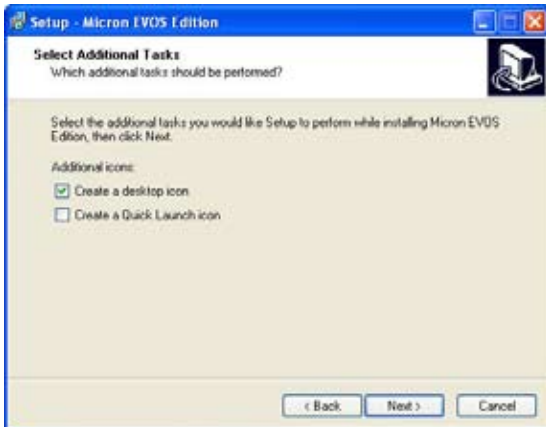 Setup - Micron EVOS Edition
Select Additional Tasks
Which additional tasks should be performed?
Select the additional tasks you would like Setup to perform while installing Micron EVOS
Edition, then click Next.
Additional icons:
Create a desktop icon
Create a Quick Launch icon
< Back
Next >
Cancel